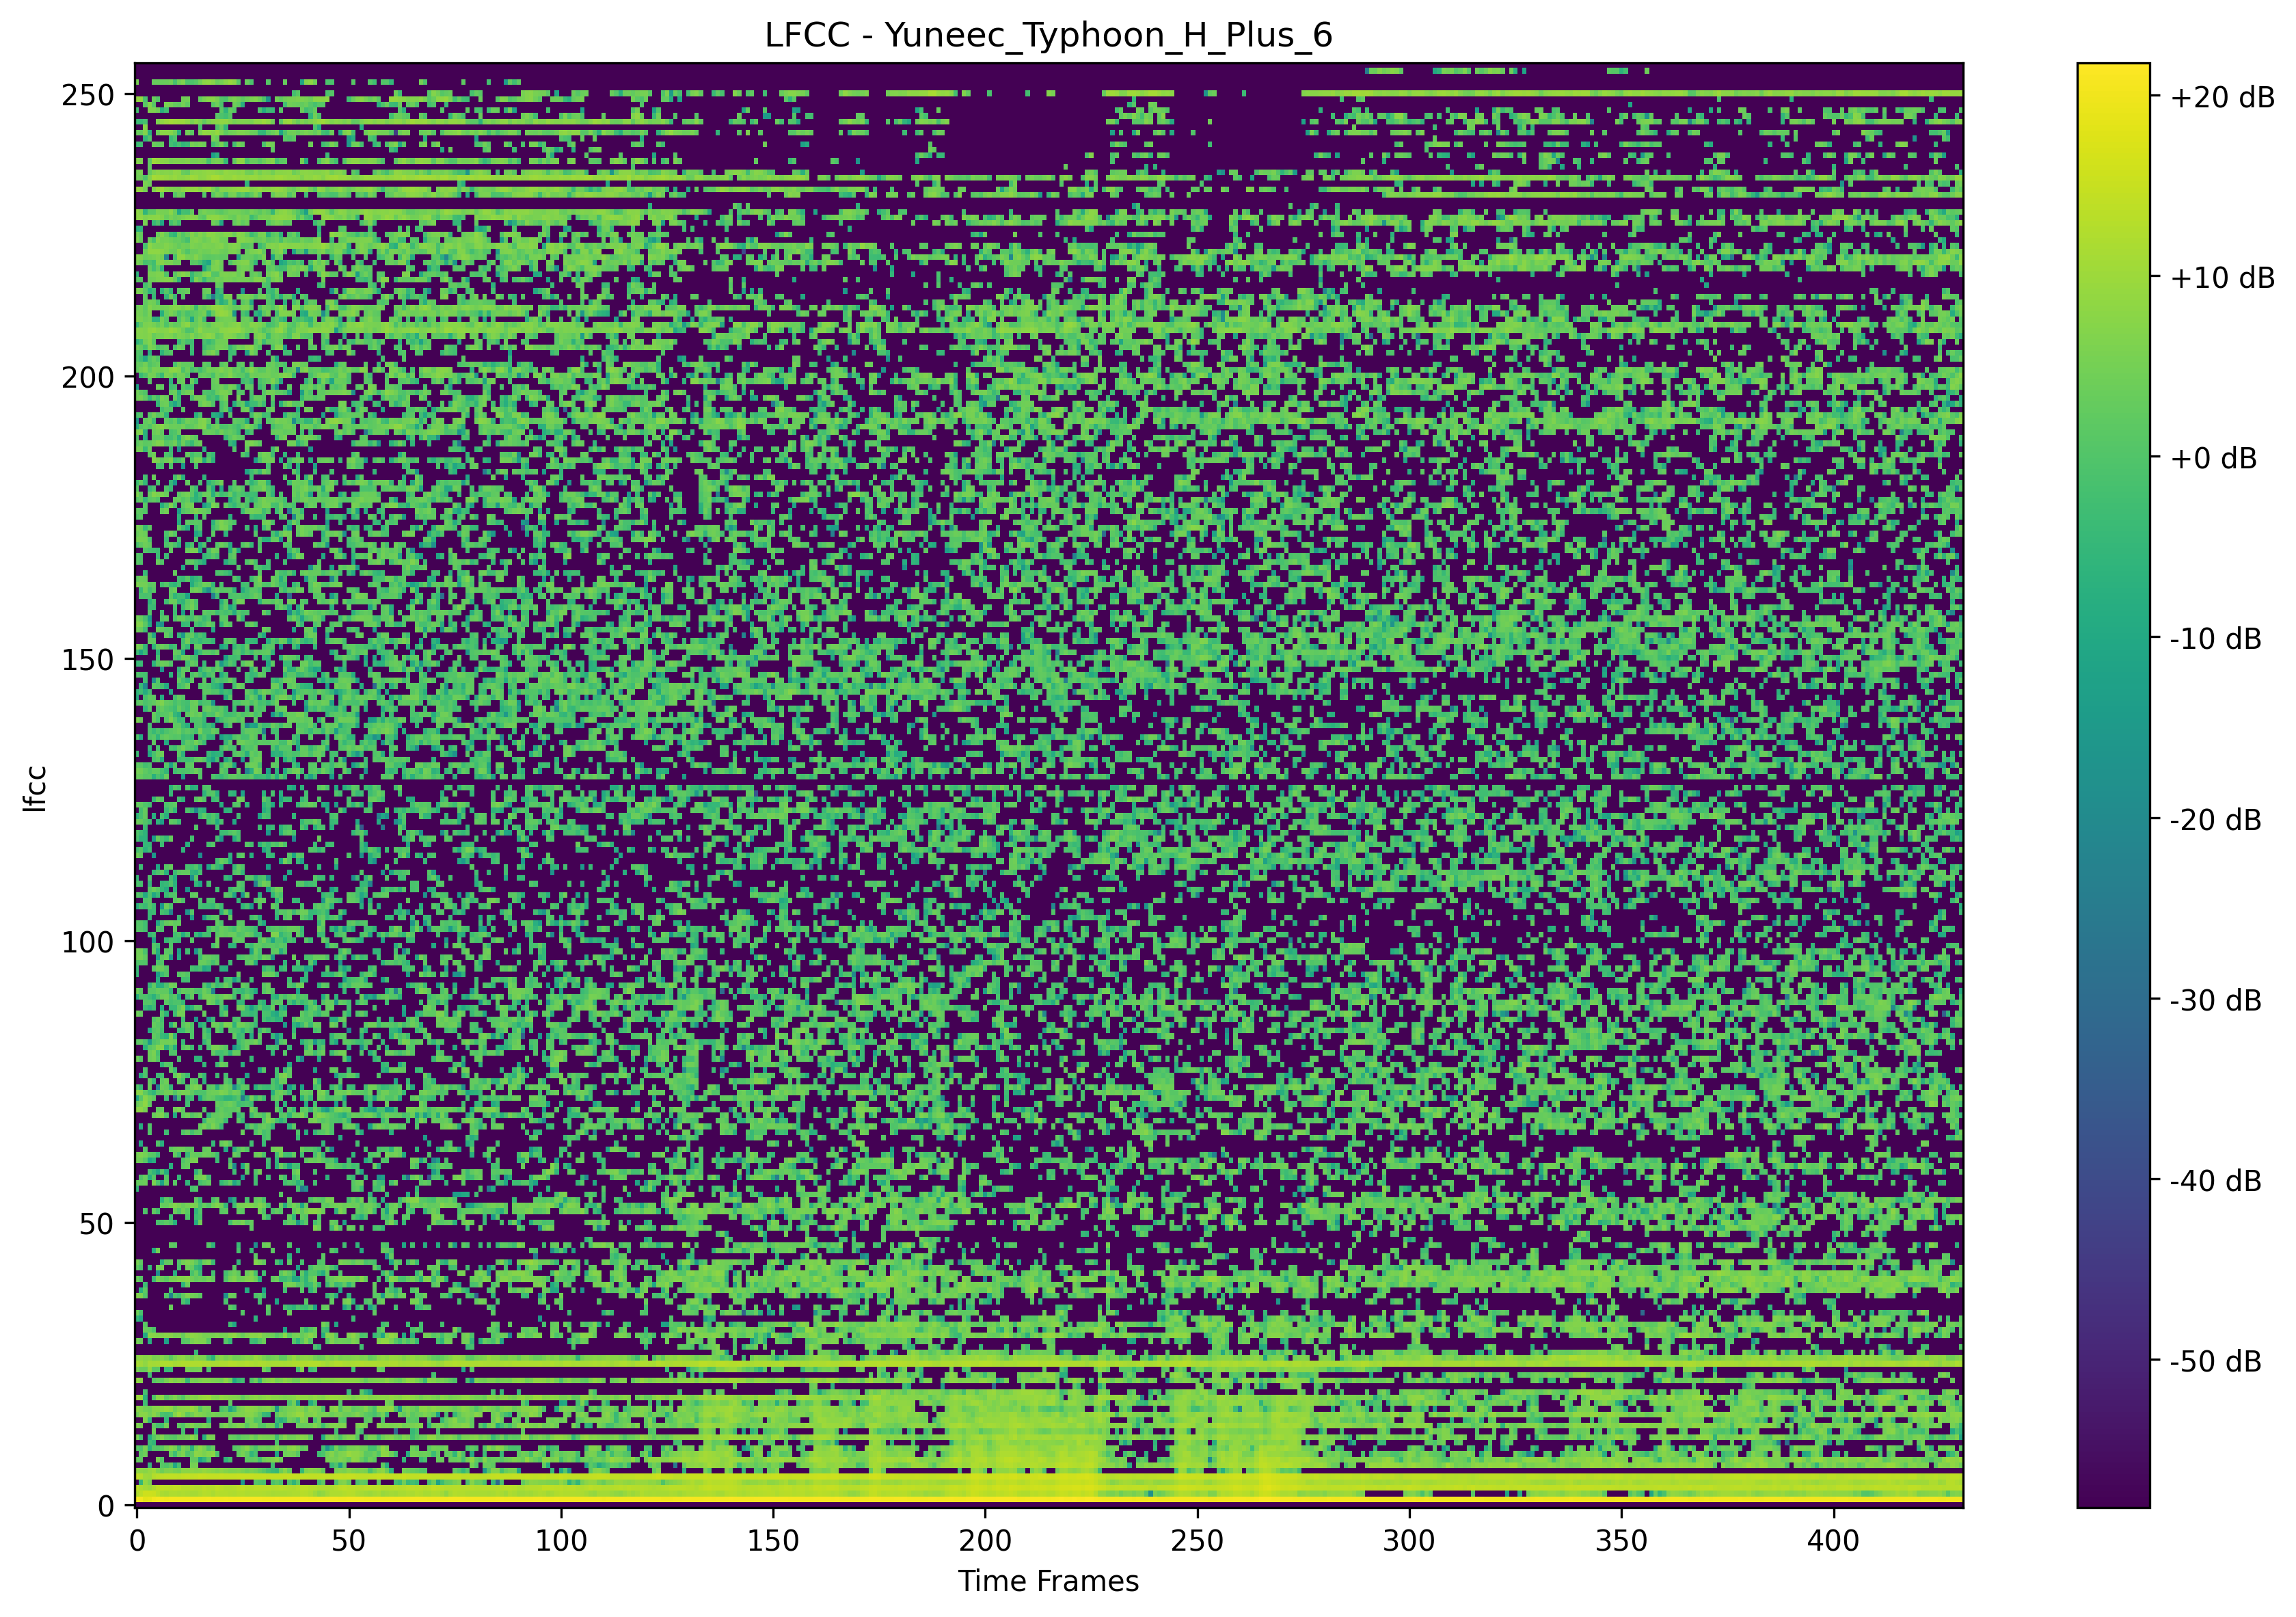 LFCC - Yuneec_Typhoon_H_Plus_6
250
200
150
100
50
0
lfcc
0 50 100 150 200 250 300 350 400
Time Frames
+20 dB
+10 dB
+0 dB
-10 dB
-20 dB
-30 dB
-40 dB
-50 dB